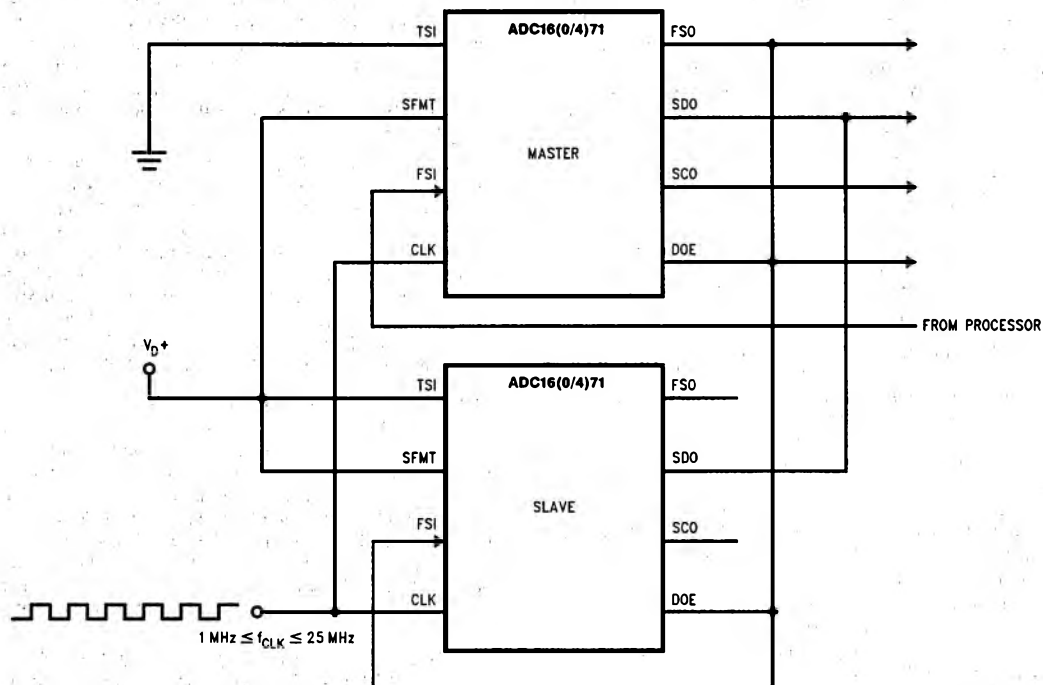 TSI
ADC16(0/4)71
FSO
SFMT
SDO
MASTER
FSI
SCO
CLK
DOE
FROM PROCESSOR
V_D+
TSI
ADC16(0/4)71
FSO
SFMT
SDO
SLAVE
FSI
SCO
CLK
DOE
1 MHz ≤ f_CLK ≤ 25 MHz